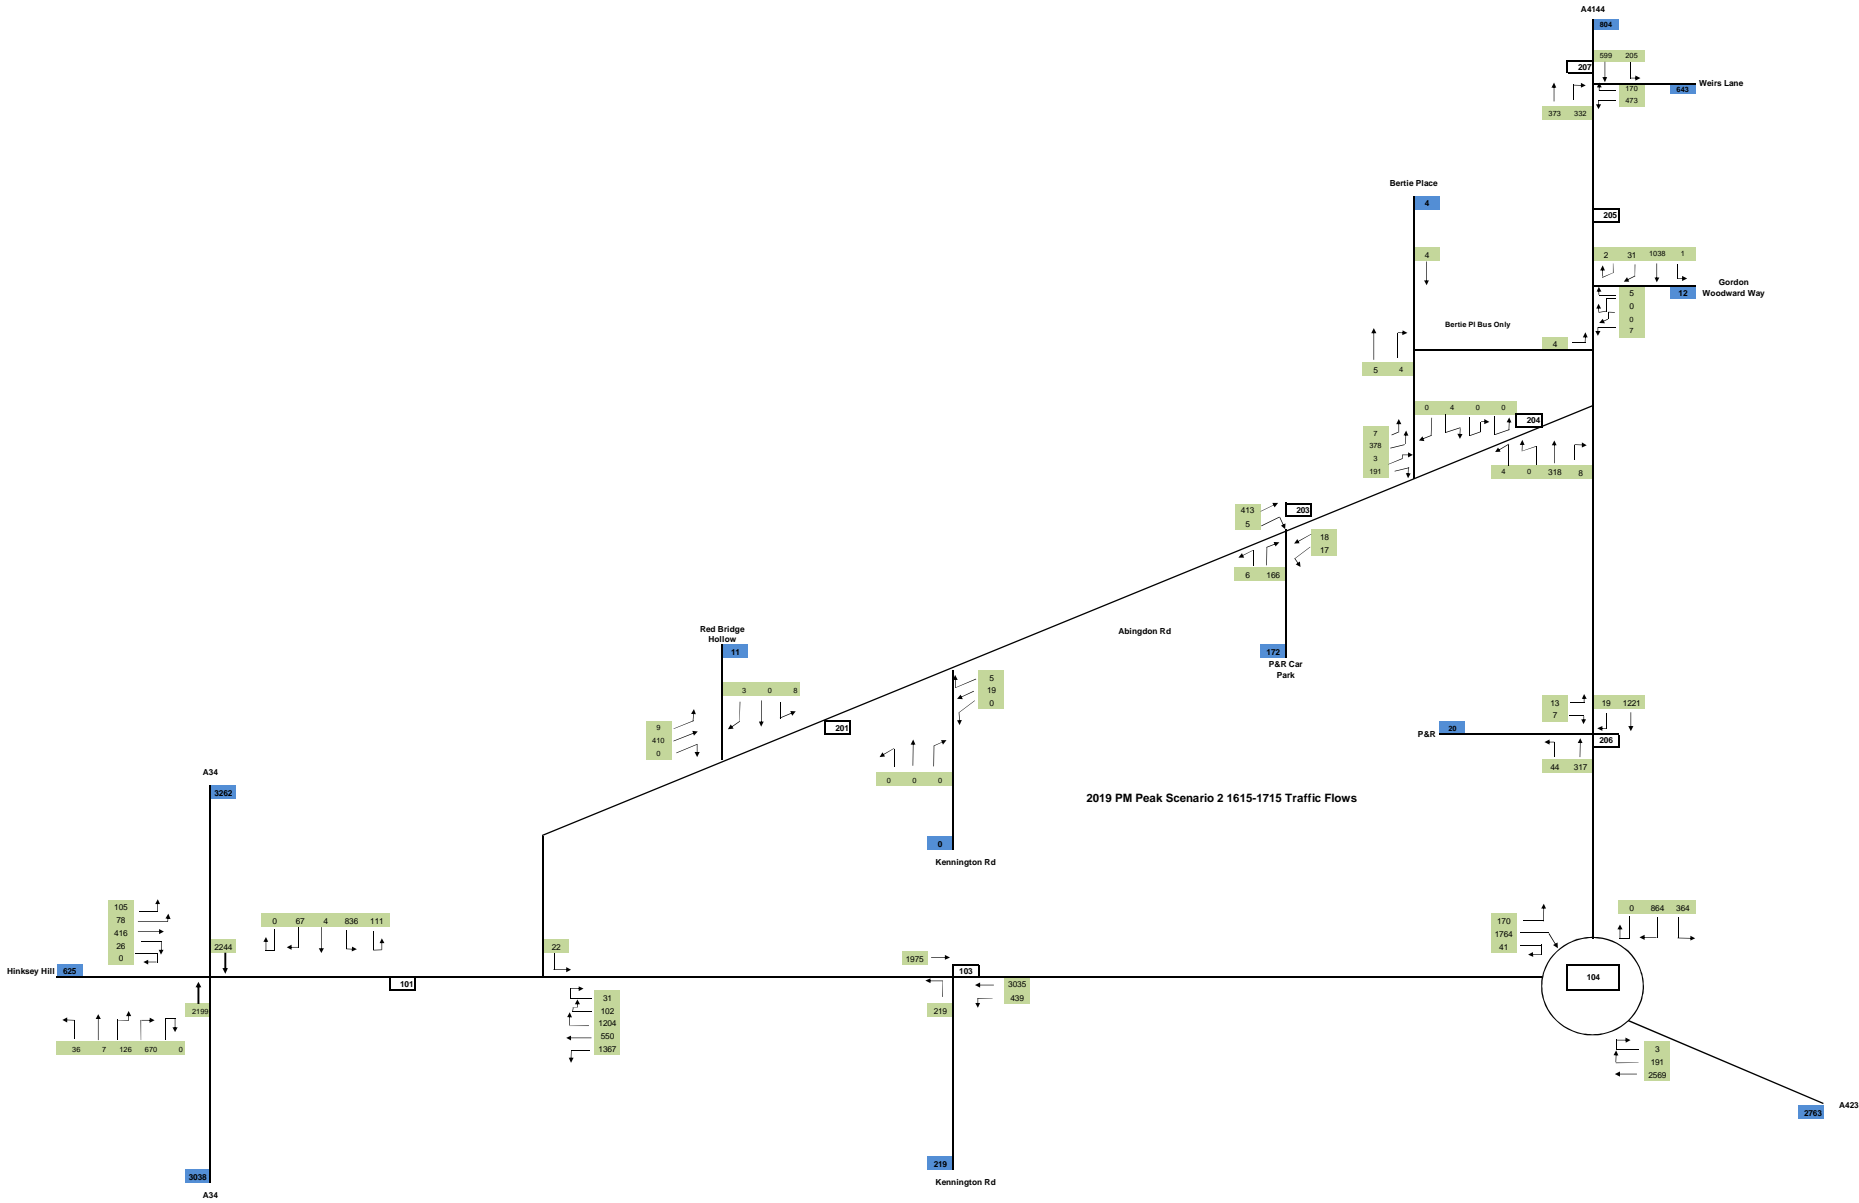 A4144
804
599 205
207
Weirs Lane
170 643
473
373 332
Bertie Place
4
205
4
2 31 1038 1
Gordon
Woodward Way
5 12
0
0
7
Bertie Pl Bus Only
4
5 4
0 4 0 0
204
7
378
3
191
4 0 318 8
413
203
5
18
17
6 166
Abingdon Rd
Red Bridge
Hollow
11
172
P&R Car
Park
5
19
0
3 0 8
13 19 1221
7
9
410
0
201
P&R 20
206
44 317
A34
0 0 0
3262
2019 PM Peak Scenario 2 1615-1715 Traffic Flows
0
Kennington Rd
105
78
416
26
0
0 67 4 836 111
170
1764
41
0 864 364
2244
22
1975
Hinksey Hill 625
103
104
101
3035
439
31
102
1204
550
1367
2199
219
36 7 126 670 0
3
191
2569
A423
2763
219
3038
Kennington Rd
A34